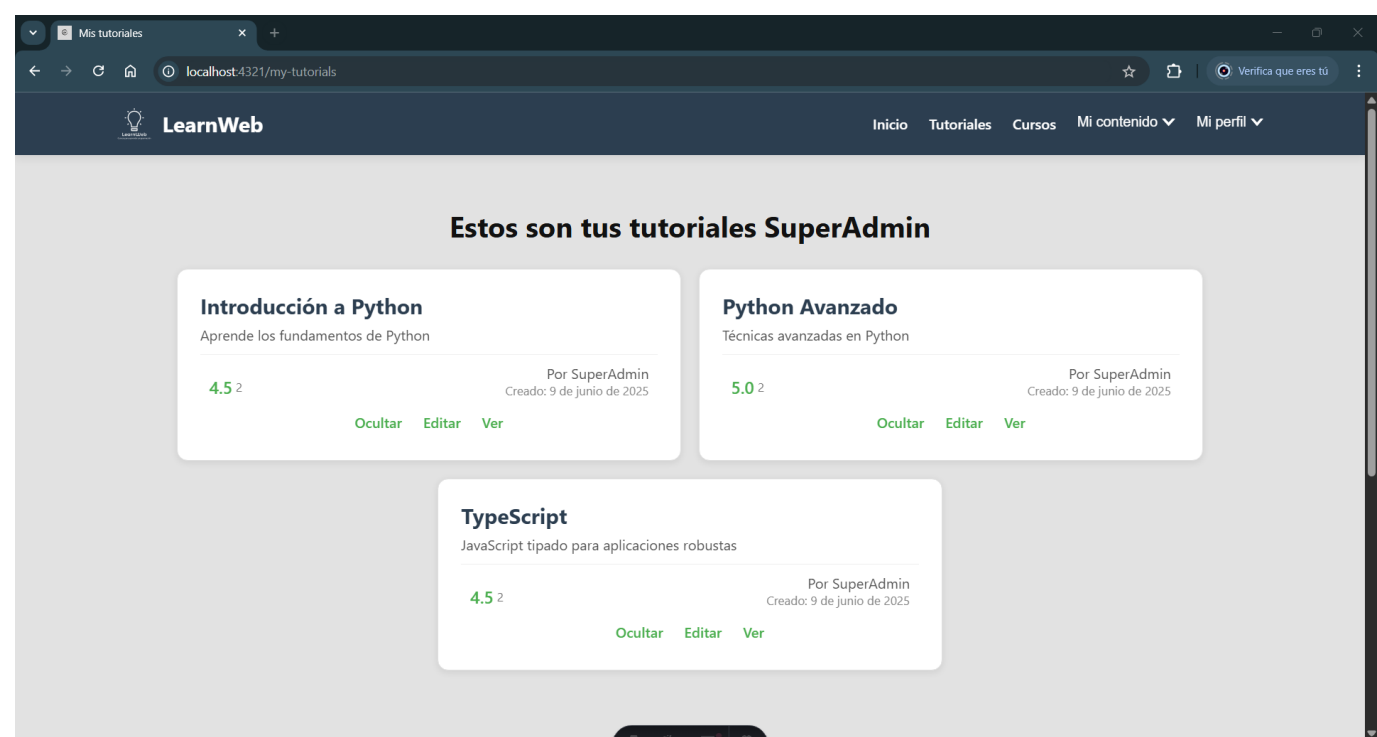 Mis tutoriales
localhost:4321/my-tutorials
Verifica que eres tú
LearnWeb
Inicio Tutoriales Cursos Mi contenido Mi perfil
Estos son tus tutoriales SuperAdmin
Introducción a Python
Aprende los fundamentos de Python
4.5 2
Por SuperAdmin
Creado: 9 de junio de 2025
Ocultar Editar Ver
Python Avanzado
Técnicas avanzadas en Python
5.0 2
Por SuperAdmin
Creado: 9 de junio de 2025
Ocultar Editar Ver
TypeScript
JavaScript tipado para aplicaciones robustas
4.5 2
Por SuperAdmin
Creado: 9 de junio de 2025
Ocultar Editar Ver